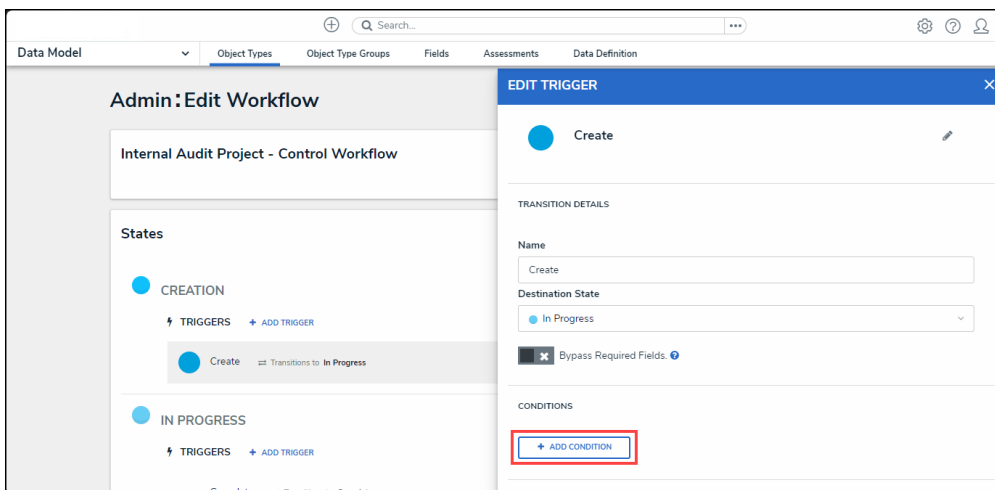 Search...
Data Model
Object Types
Object Type Groups
Fields
Assessments
Data Definition
Admin:Edit Workflow
Internal Audit Project - Control Workflow
States
CREATION
TRIGGERS + ADD TRIGGER
Create Transitions to In Progress
IN PROGRESS
TRIGGERS + ADD TRIGGER
EDIT TRIGGER
Create
TRANSITION DETAILS
Name
Create
Destination State
In Progress
Bypass Required Fields.
CONDITIONS
+ ADD CONDITION